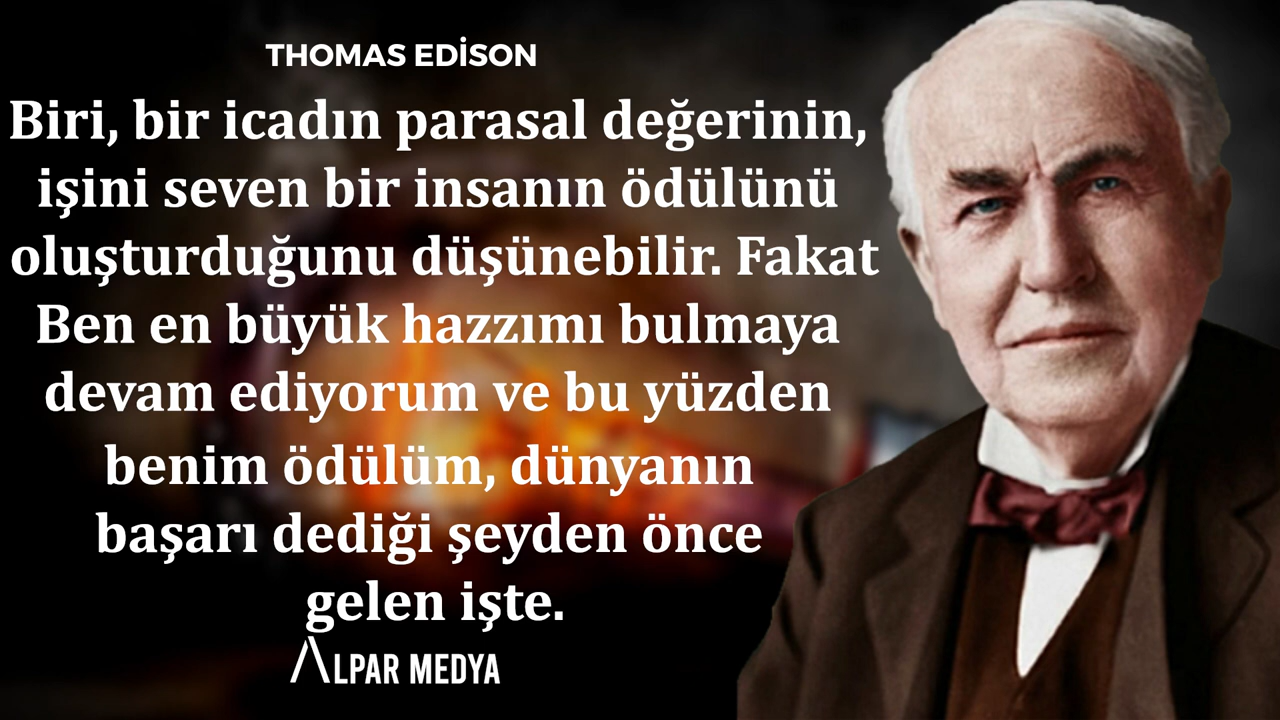 THOMAS EDİSON
Biri, bir icadın parasal değerinin,
işini seven bir insanın ödülünü
oluşturduğunu düşünebilir. Fakat
Ben en büyük hazzımı bulmaya
devam ediyorum ve bu yüzden
benim ödülüm, dünyanın
başarı dediği şeyden önce
gelen işte.
ALPAR MEDYA